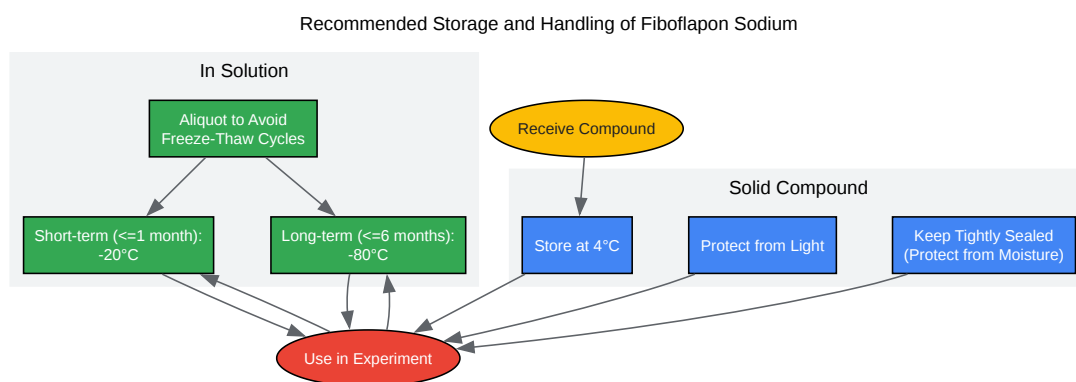 Recommended Storage and Handling of Fiboflapon Sodium
In Solution
Aliquot to Avoid
Freeze-Thaw Cycles
Receive Compound
Solid Compound
Short-term (<=1 month):
-20°C
Long-term (<=6 months):
-80°C
Store at 4°C
Protect from Light
Keep Tightly Sealed
(Protect from Moisture)
Use in Experiment